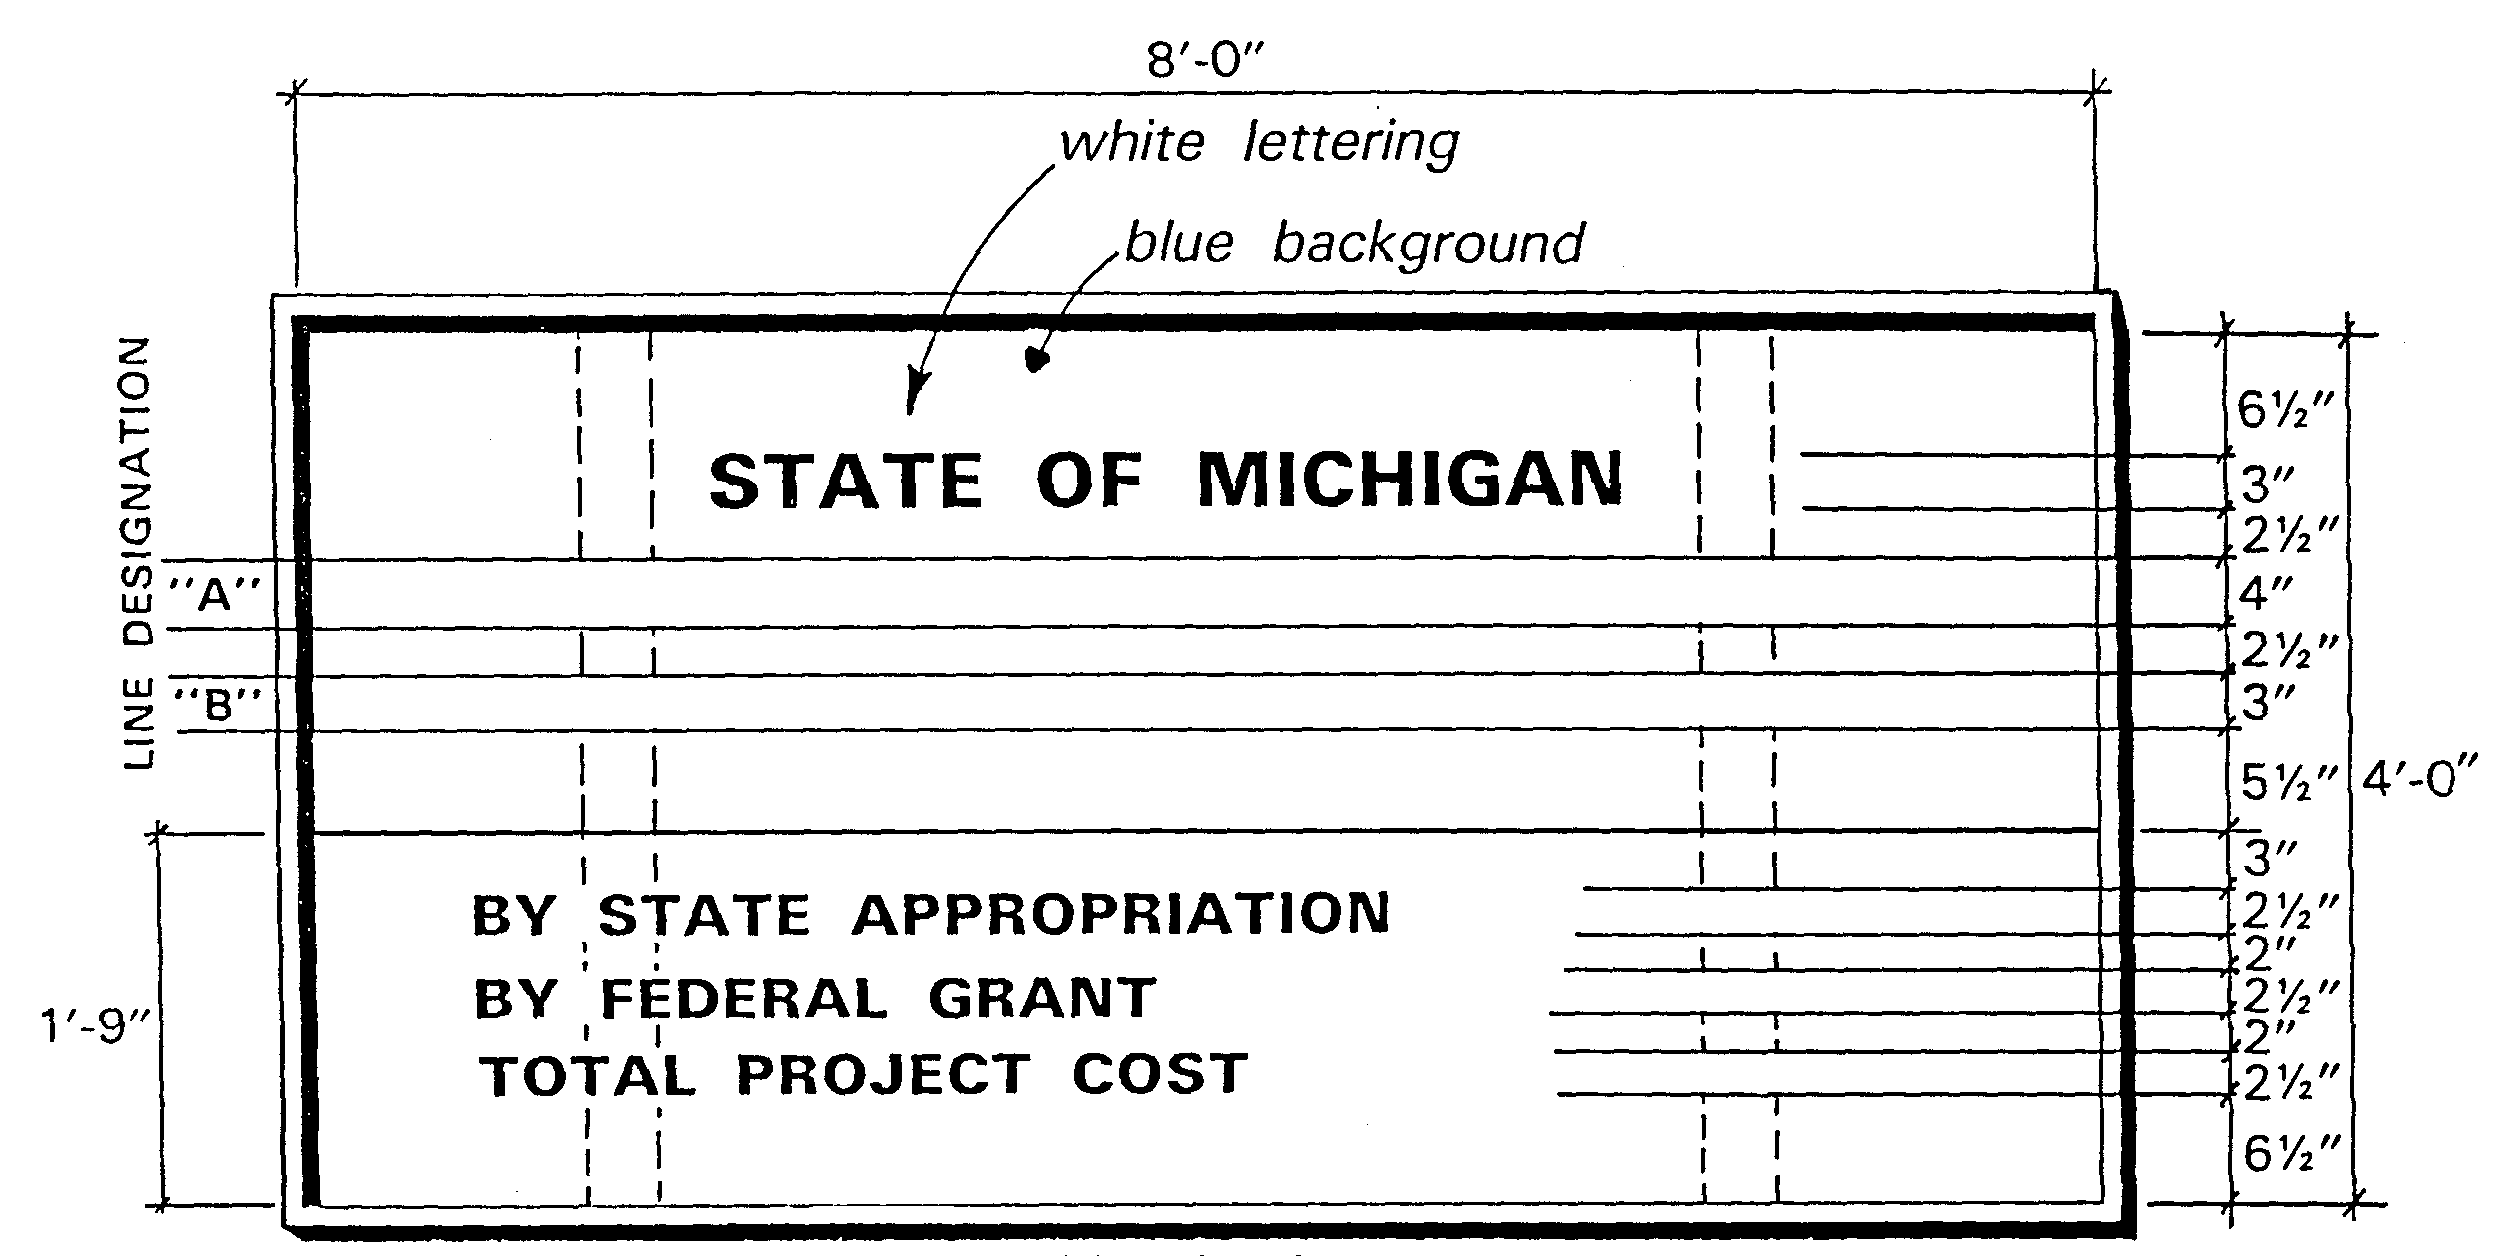 8'-0"
white lettering
blue background
LINE DESIGNATION
6½"
STATE OF MICHIGAN
3"
2½"
"A"
4"
2½"
"B"
3"
5½"
4'-0"
3"
BY STATE APPROPRIATION
2½"
2"
BY FEDERAL GRANT
2½"
1'-9"
2"
TOTAL PROJECT COST
2½"
6½"